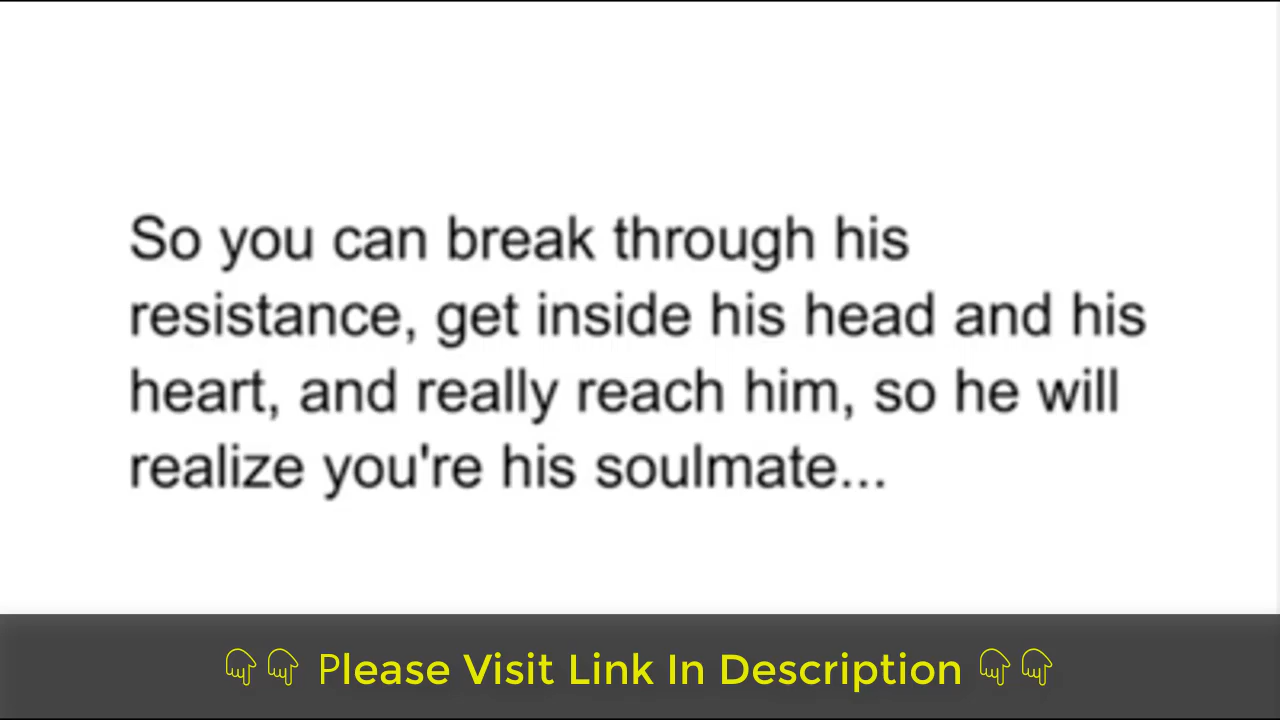 So you can break through his
resistance, get inside his head and his
heart, and really reach him, so he will
realize you're his soulmate...
👇👇 Please Visit Link In Description 👇👇